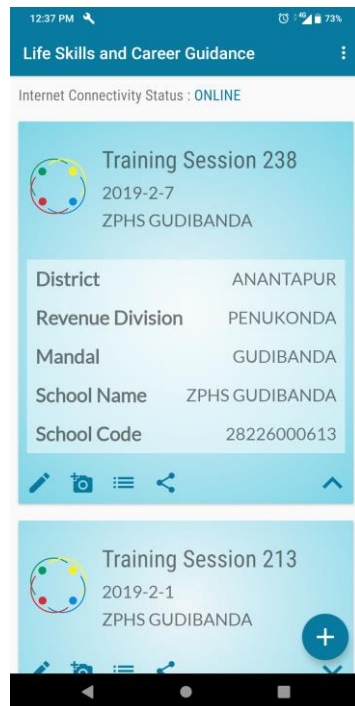 12:37 PM 4G 73%
Life Skills and Career Guidance
Internet Connectivity Status : ONLINE
Training Session 238
2019-2-7
ZPHS GUDIBANDA
District ANANTAPUR
Revenue Division PENUKONDA
Mandal GUDIBANDA
School Name ZPHS GUDIBANDA
School Code 28226000613
Training Session 213
2019-2-1
ZPHS GUDIBANDA